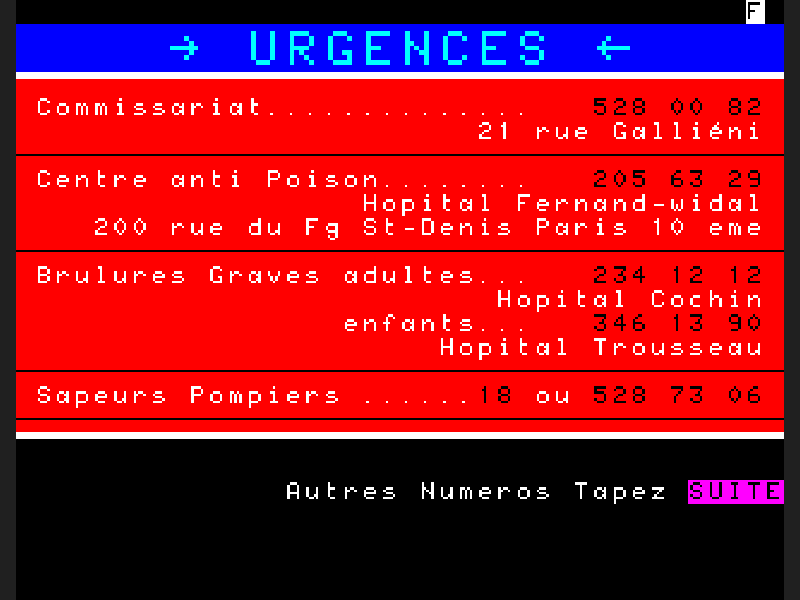 F
→ URGENCES ←
Commissariat.............. 528 00 82
21 rue Galliéni
Centre anti Poison........ 205 63 29
Hopital Fernand-widal
200 rue du Fg St-Denis Paris 10 eme
Brulures Graves adultes... 234 12 12
Hopital Cochin
enfants... 346 13 90
Hopital Trousseau
Sapeurs Pompiers ......18 ou 528 73 06
Autres Numeros Tapez SUITE